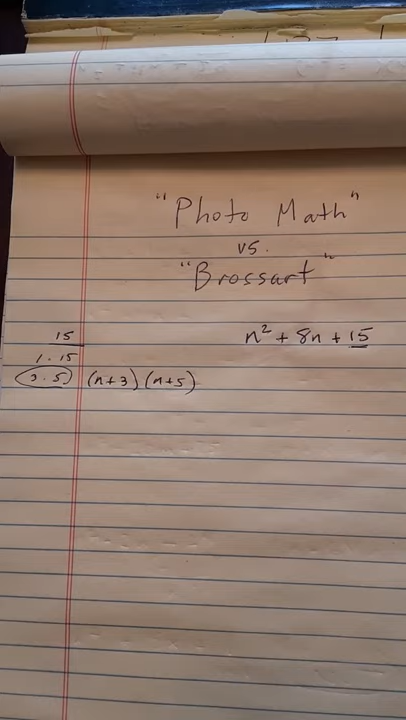 "Photo Math"
vs.
"Brossart"
n² + 8n + 15
15
1 · 15
3 · 5 (n+3)(n+5)